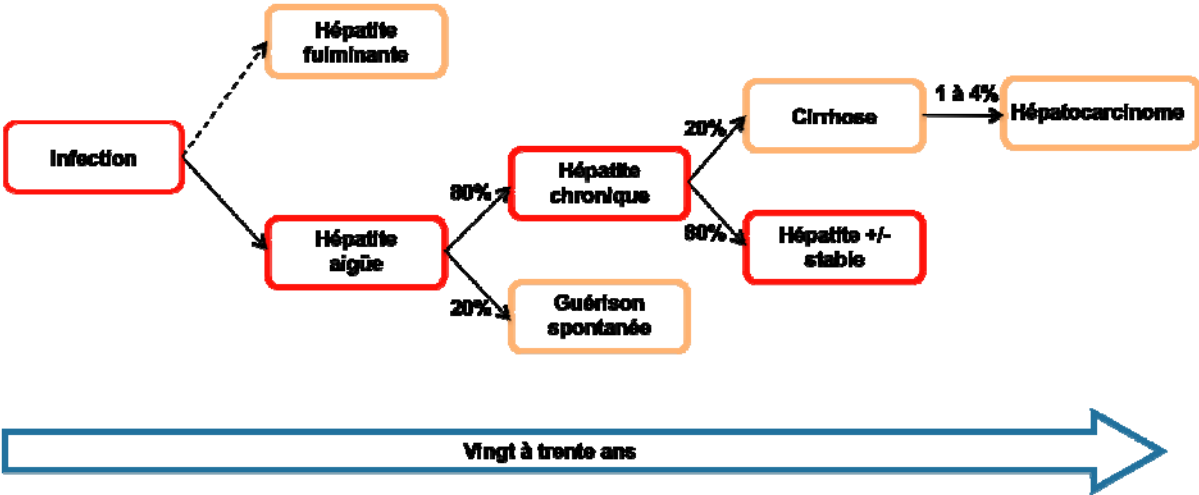 Hépatite
fulminante
Infection
Hépatite
aigüe
80%
20%
Hépatite
chronique
Guérison
spontanée
20%
80%
Cirrhose
Hépatite +/-
stable
1 à 4%
Hépatocarcinome
Vingt à trente ans